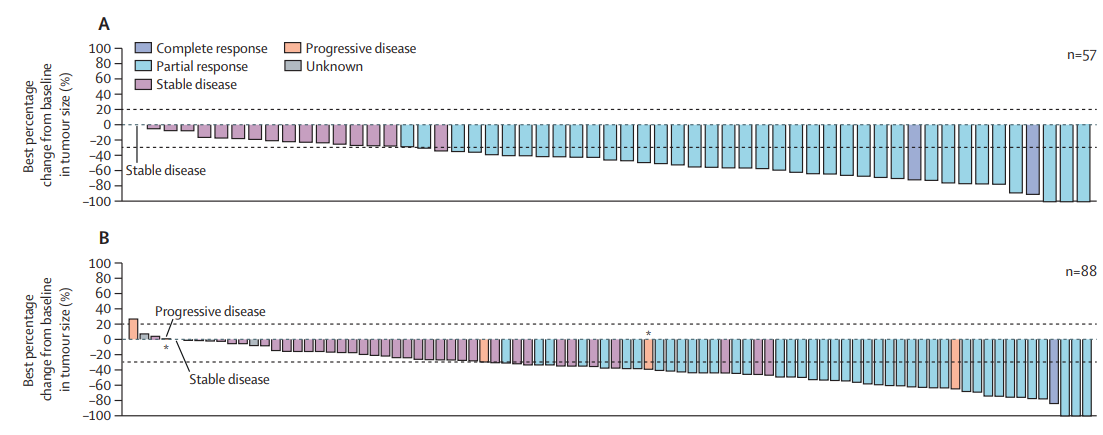 A
Complete response
Partial response
Stable disease
Progressive disease
Unknown
n=57
Best percentage
change from baseline
in tumour size (%)
100
80
60
40
20
0
−20
−40
−60
−80
−100
Stable disease
B
n=88
Best percentage
change from baseline
in tumour size (%)
100
80
60
40
20
0
−20
−40
−60
−80
−100
Progressive disease
*
Stable disease
*